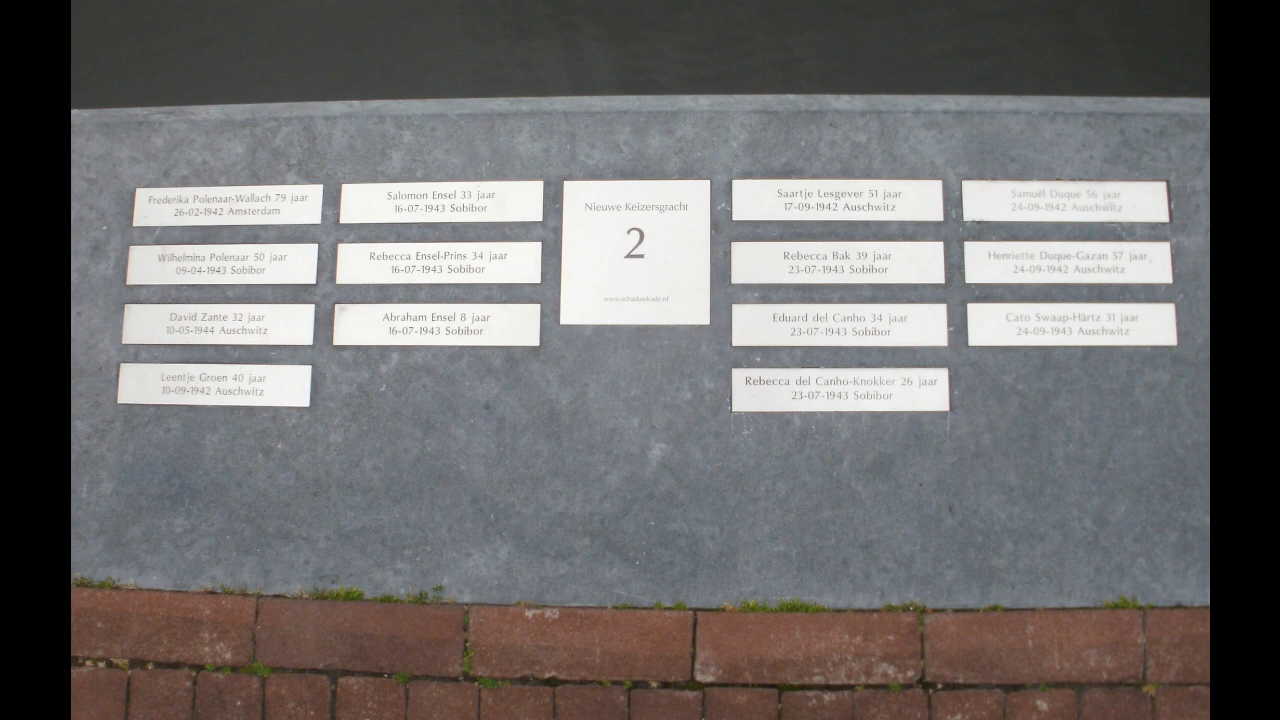 Frederika Polenaar-Wallach 79 jaar
26-02-1942 Amsterdam
Wilhelmina Polenaar 50 jaar
09-04-1943 Sobibor
David Zante 32 jaar
10-05-1944 Auschwitz
Leentje Groen 40 jaar
10-09-1942 Auschwitz
Salomon Ensel 33 jaar
16-07-1943 Sobibor
Rebecca Ensel-Prins 34 jaar
16-07-1943 Sobibor
Abraham Ensel 8 jaar
16-07-1943 Sobibor
Nieuwe Keizersgracht
2
www.schaduwkade.nl
Saartje Lesgever 51 jaar
17-09-1942 Auschwitz
Rebecca Bak 39 jaar
23-07-1943 Sobibor
Eduard del Canho 34 jaar
23-07-1943 Sobibor
Rebecca del Canho-Knokker 26 jaar
23-07-1943 Sobibor
Samuël Duque 56 jaar
24-09-1942 Auschwitz
Henriette Duque-Gazan 57 jaar
24-09-1942 Auschwitz
Cato Swaap-Härtz 31 jaar
24-09-1943 Auschwitz